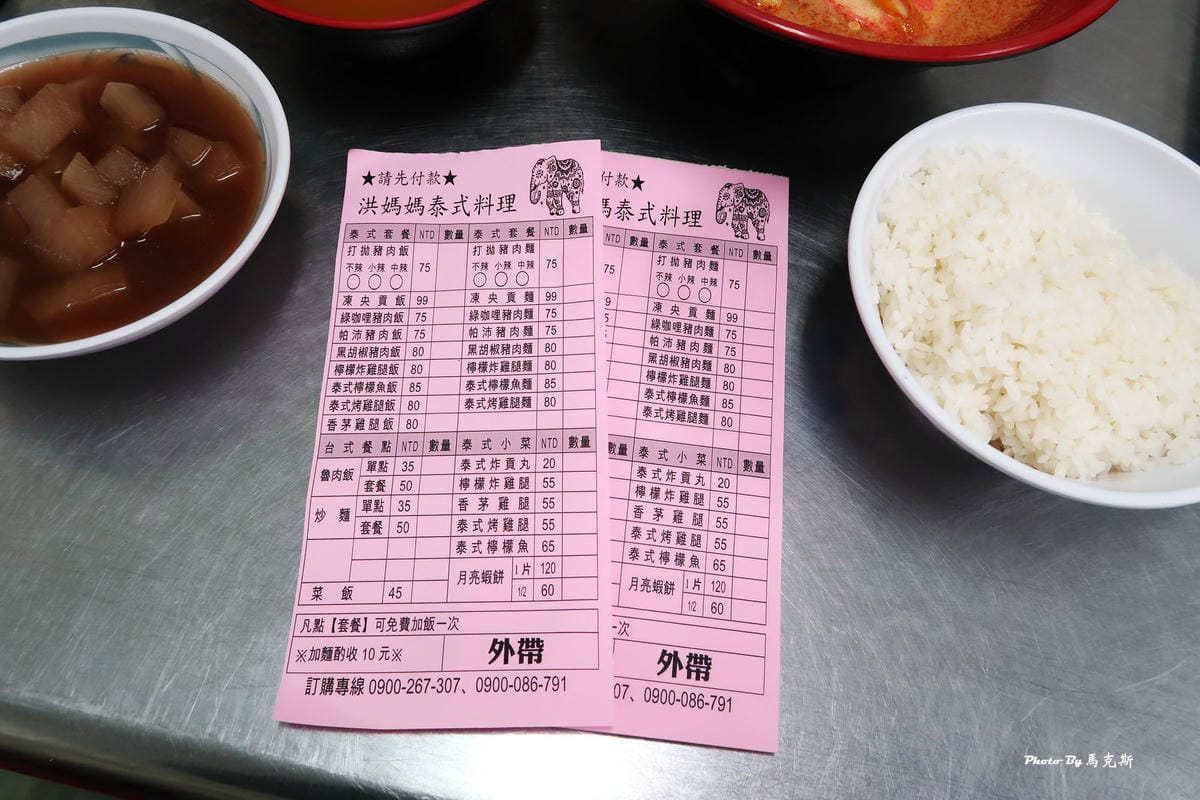 ★請先付款★
洪媽媽泰式料理
泰式套餐 NTD 數量 泰式套餐 NTD 數量
打拋豬肉飯 不辣 小辣 中辣 75 打拋豬肉麵 不辣 小辣 中辣 75
凍央貢飯 99 凍央貢麵 99
綠咖哩豬肉飯 75 綠咖哩豬肉麵 75
帕沛豬肉飯 75 帕沛豬肉麵 75
黑胡椒豬肉飯 80 黑胡椒豬肉麵 80
檸檬炸雞腿飯 80 檸檬炸雞腿麵 80
泰式檸檬魚飯 85 泰式檸檬魚麵 85
泰式烤雞腿飯 80 泰式烤雞腿麵 80
香茅雞腿飯 80
台式餐點 NTD 數量 泰式小菜 NTD 數量
魯肉飯 單點 35 泰式炸貢丸 20
套餐 50 檸檬炸雞腿 55
炒麵 單點 35 香茅雞腿 55
套餐 50 泰式烤雞腿 55
泰式檸檬魚 65
月亮蝦餅 1片 120
菜飯 45 1/2 60
凡點【套餐】可免費加飯一次
※加麵酌收10元※ 外帶
訂購專線 0900-267-307、0900-086-791
付款★
媽泰式料理
NTD 數量 泰式套餐 NTD 數量
75 打拋豬肉麵 不辣 小辣 中辣 75
凍央貢麵 99
綠咖哩豬肉麵 75
帕沛豬肉麵 75
黑胡椒豬肉麵 80
檸檬炸雞腿麵 80
泰式檸檬魚麵 85
泰式烤雞腿麵 80
數量 泰式小菜 NTD 數量
泰式炸貢丸 20
檸檬炸雞腿 55
香茅雞腿 55
泰式烤雞腿 55
泰式檸檬魚 65
月亮蝦餅 1片 120
1/2 60
一次
外帶
07、0900-086-791
Photo By 馬克斯